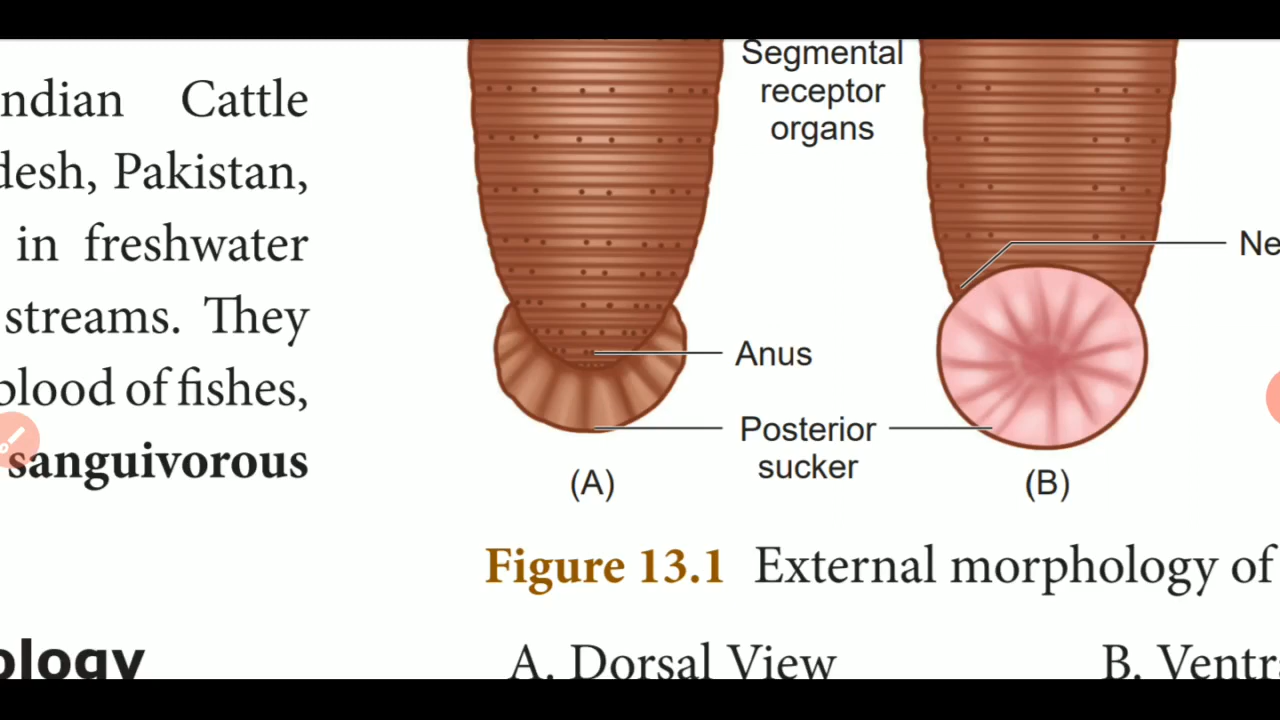 ndian Cattle
desh, Pakistan,
in freshwater
streams. They
blood of fishes,
sanguivorous
ology
Segmental
receptor
organs
Ne
Anus
Posterior
sucker
(A)
(B)
Figure 13.1 External morphology of
A. Dorsal View
B. Ventra